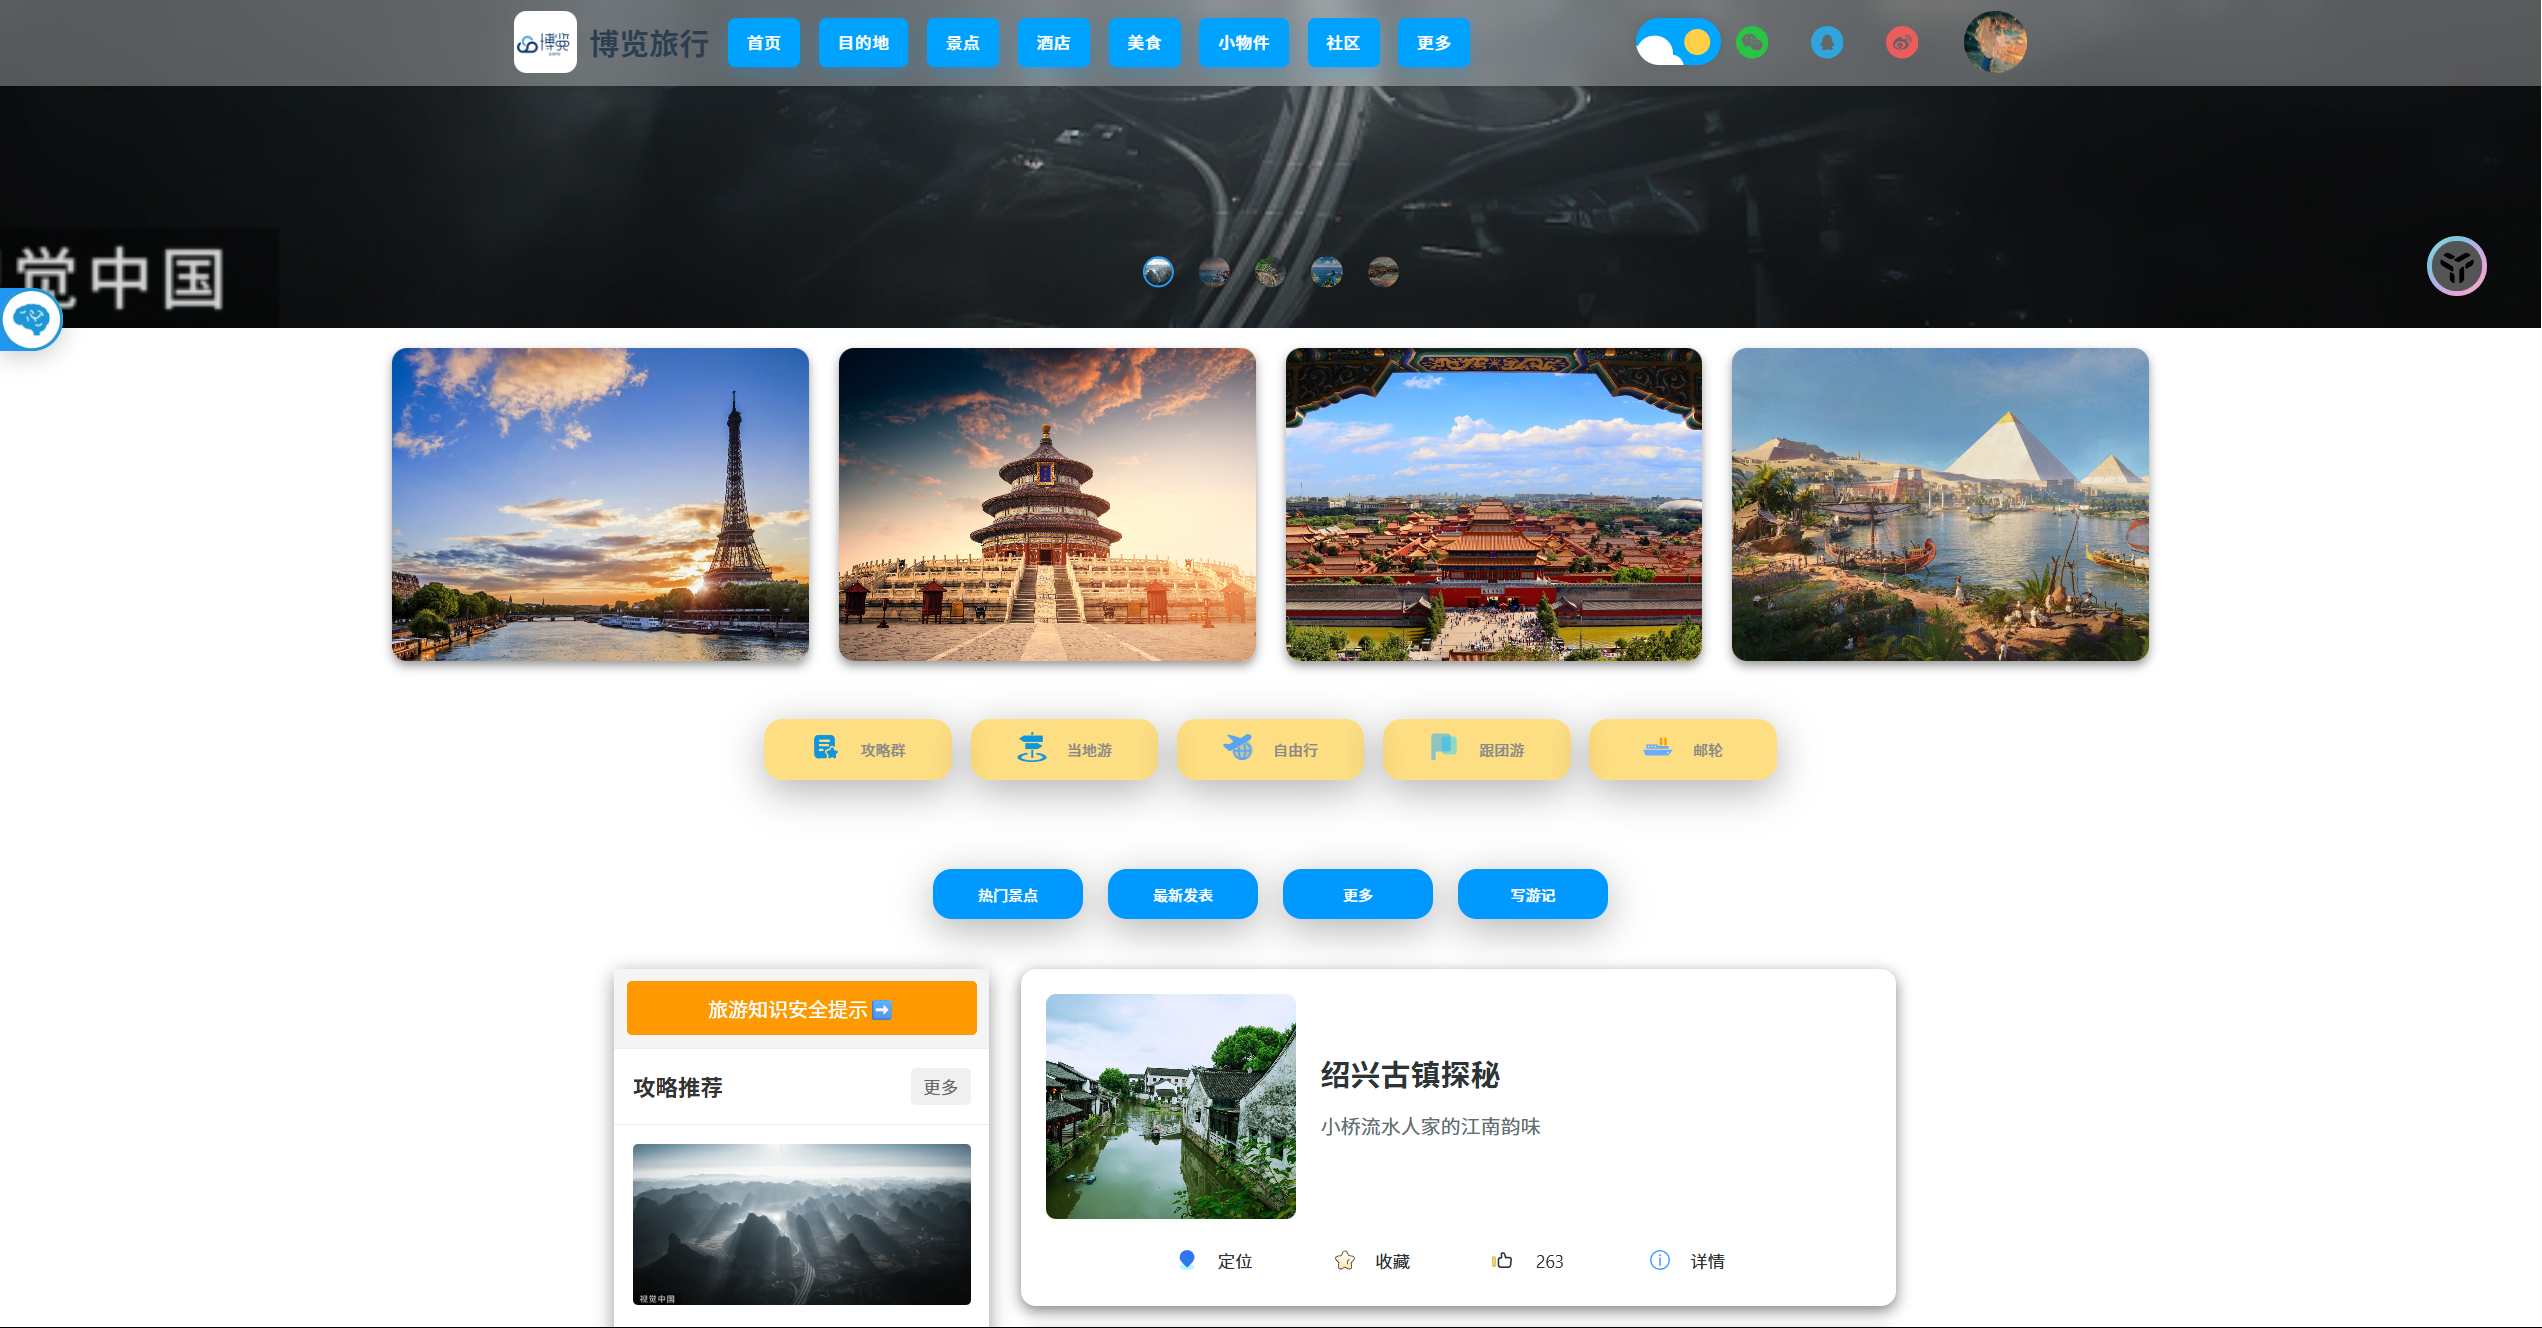 博览
博览旅行
首页
目的地
景点
酒店
美食
小物件
社区
更多
觉中国
攻略群
当地游
自由行
跟团游
邮轮
热门景点
最新发表
更多
写游记
旅游知识安全提示➡️
攻略推荐
更多
视觉中国
绍兴古镇探秘
小桥流水人家的江南韵味
定位
收藏
263
详情